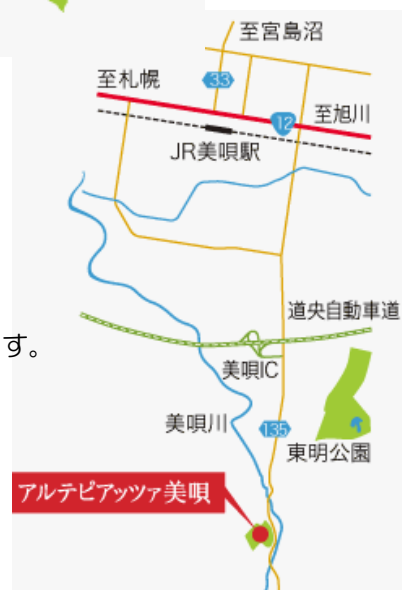 至宮島沼
33
至札幌
12
至旭川
JR美唄駅
道央自動車道
す。
美唄IC
美唄川
135
東明公園
アルテピアッツァ美唄